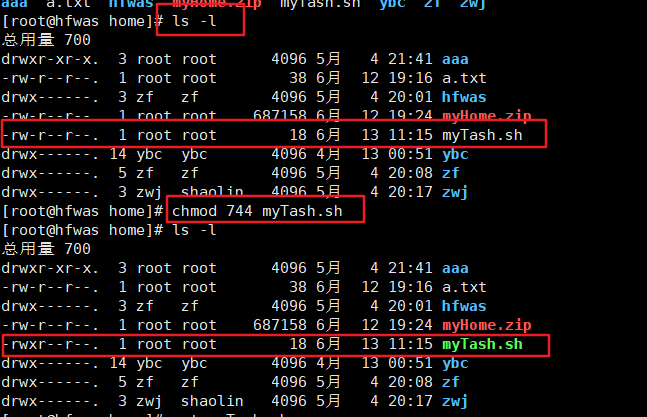 aaa a.txt hfwas myHome.zip myTash.sh ybc zf zwj
[root@hfwas home]# ls -l
总用量 700
drwxr-xr-x. 3 root root 4096 5月 4 21:41 aaa
-rw-r--r--. 1 root root 38 6月 12 19:16 a.txt
drwx------. 3 zf zf 4096 5月 4 20:01 hfwas
-rw-r--r--. 1 root root 687158 6月 12 19:24 myHome.zip
-rw-r--r--. 1 root root 18 6月 13 11:15 myTash.sh
drwx------. 14 ybc ybc 4096 4月 13 00:51 ybc
drwx------. 5 zf zf 4096 5月 4 20:08 zf
drwx------. 3 zwj shaolin 4096 5月 4 20:17 zwj
[root@hfwas home]# chmod 744 myTash.sh
[root@hfwas home]# ls -l
总用量 700
drwxr-xr-x. 3 root root 4096 5月 4 21:41 aaa
-rw-r--r--. 1 root root 38 6月 12 19:16 a.txt
drwx------. 3 zf zf 4096 5月 4 20:01 hfwas
-rw-r--r--. 1 root root 687158 6月 12 19:24 myHome.zip
-rwxr--r--. 1 root root 18 6月 13 11:15 myTash.sh
drwx------. 14 ybc ybc 4096 4月 13 00:51 ybc
drwx------. 5 zf zf 4096 5月 4 20:08 zf
drwx------. 3 zwj shaolin 4096 5月 4 20:17 zwj